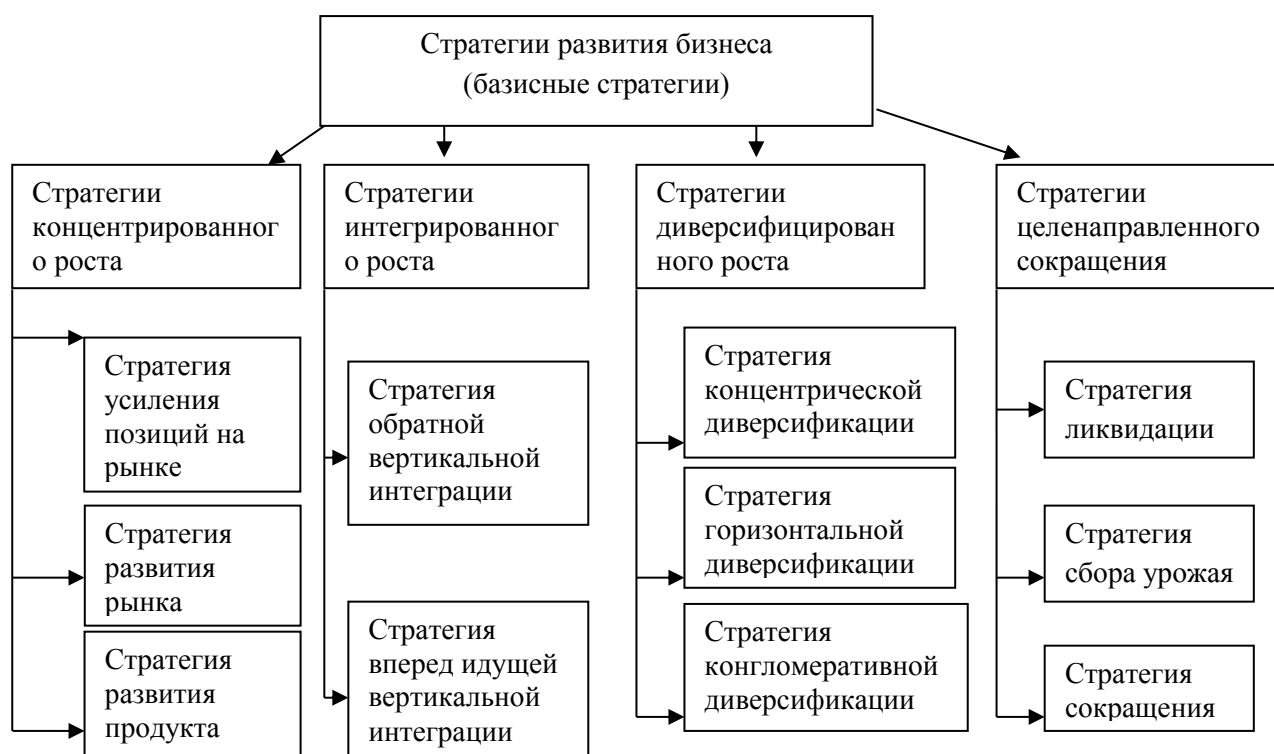 Стратегии развития бизнеса
(базисные стратегии)
Стратегии
концентрированног
о роста
Стратегии
интегрированног
о роста
Стратегии
диверсифицирован
ного роста
Стратегии
целенаправленного
сокращения
Стратегия
усиления
позиций на
рынке
Стратегия
развития
рынка
Стратегия
развития
продукта
Стратегия
обратной
вертикальной
интеграции
Стратегия
вперед идущей
вертикальной
интеграции
Стратегия
концентрической
диверсификации
Стратегия
горизонтальной
диверсификации
Стратегия
конгломеративной
диверсификации
Стратегия
ликвидации
Стратегия
сбора урожая
Стратегия
сокращения